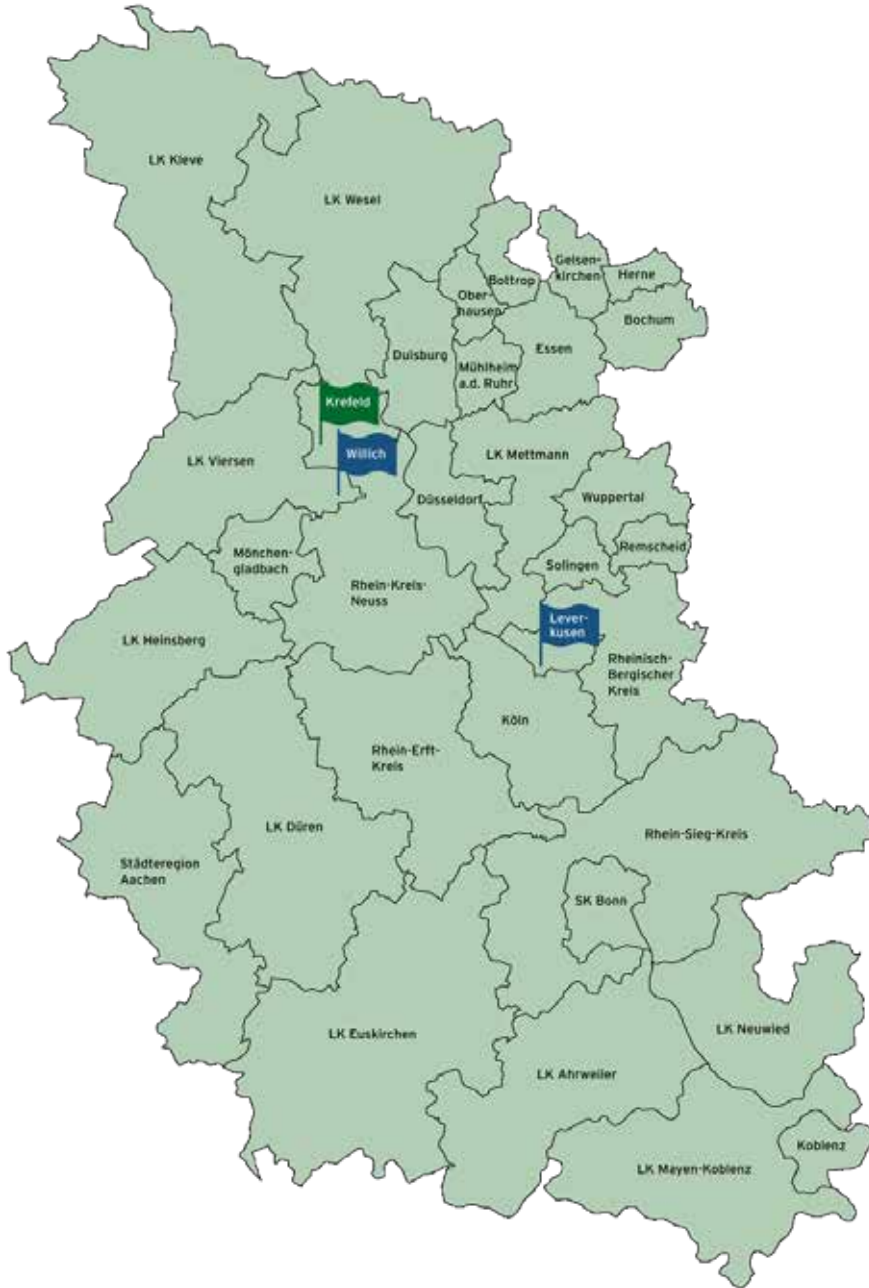 LK Kleve
LK Wesel
Gelsen-
kirchen
Herne
Bottrop
Ober-
hausen
Bochum
Duisburg
Essen
Mühlheim
a.d. Ruhr
Krefeld
Willich
LK Viersen
LK Mettmann
Düsseldorf
Wuppertal
Mönchen-
gladbach
Remscheid
Solingen
Rhein-Kreis-
Neuss
Lever-
kusen
LK Heinsberg
Rheinisch-
Bergischer
Kreis
Köln
Rhein-Erft-
Kreis
LK Düren
Rhein-Sieg-Kreis
Städteregion
Aachen
SK Bonn
LK Euskirchen
LK Neuwied
LK Ahrweiler
Koblenz
LK Mayen-Koblenz